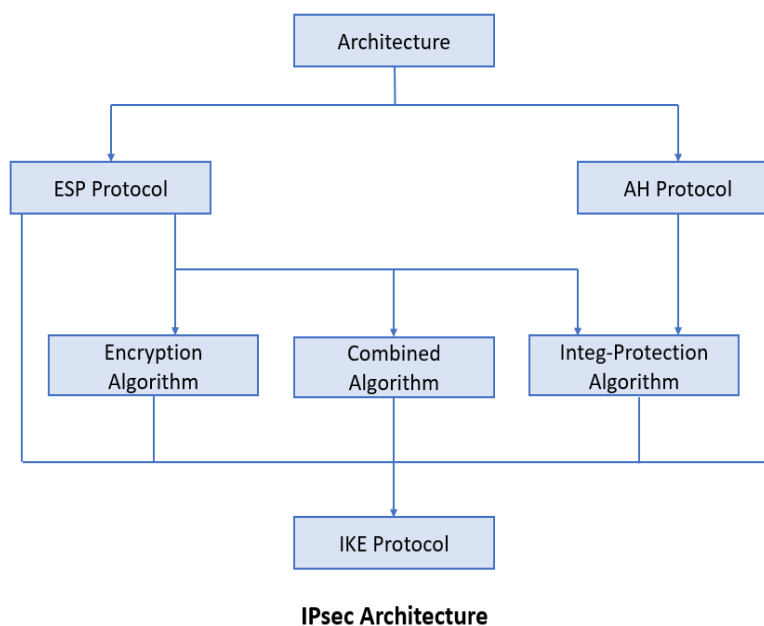 Architecture
ESP Protocol
AH Protocol
Encryption
Algorithm
Combined
Algorithm
Integ-Protection
Algorithm
IKE Protocol
IPsec Architecture